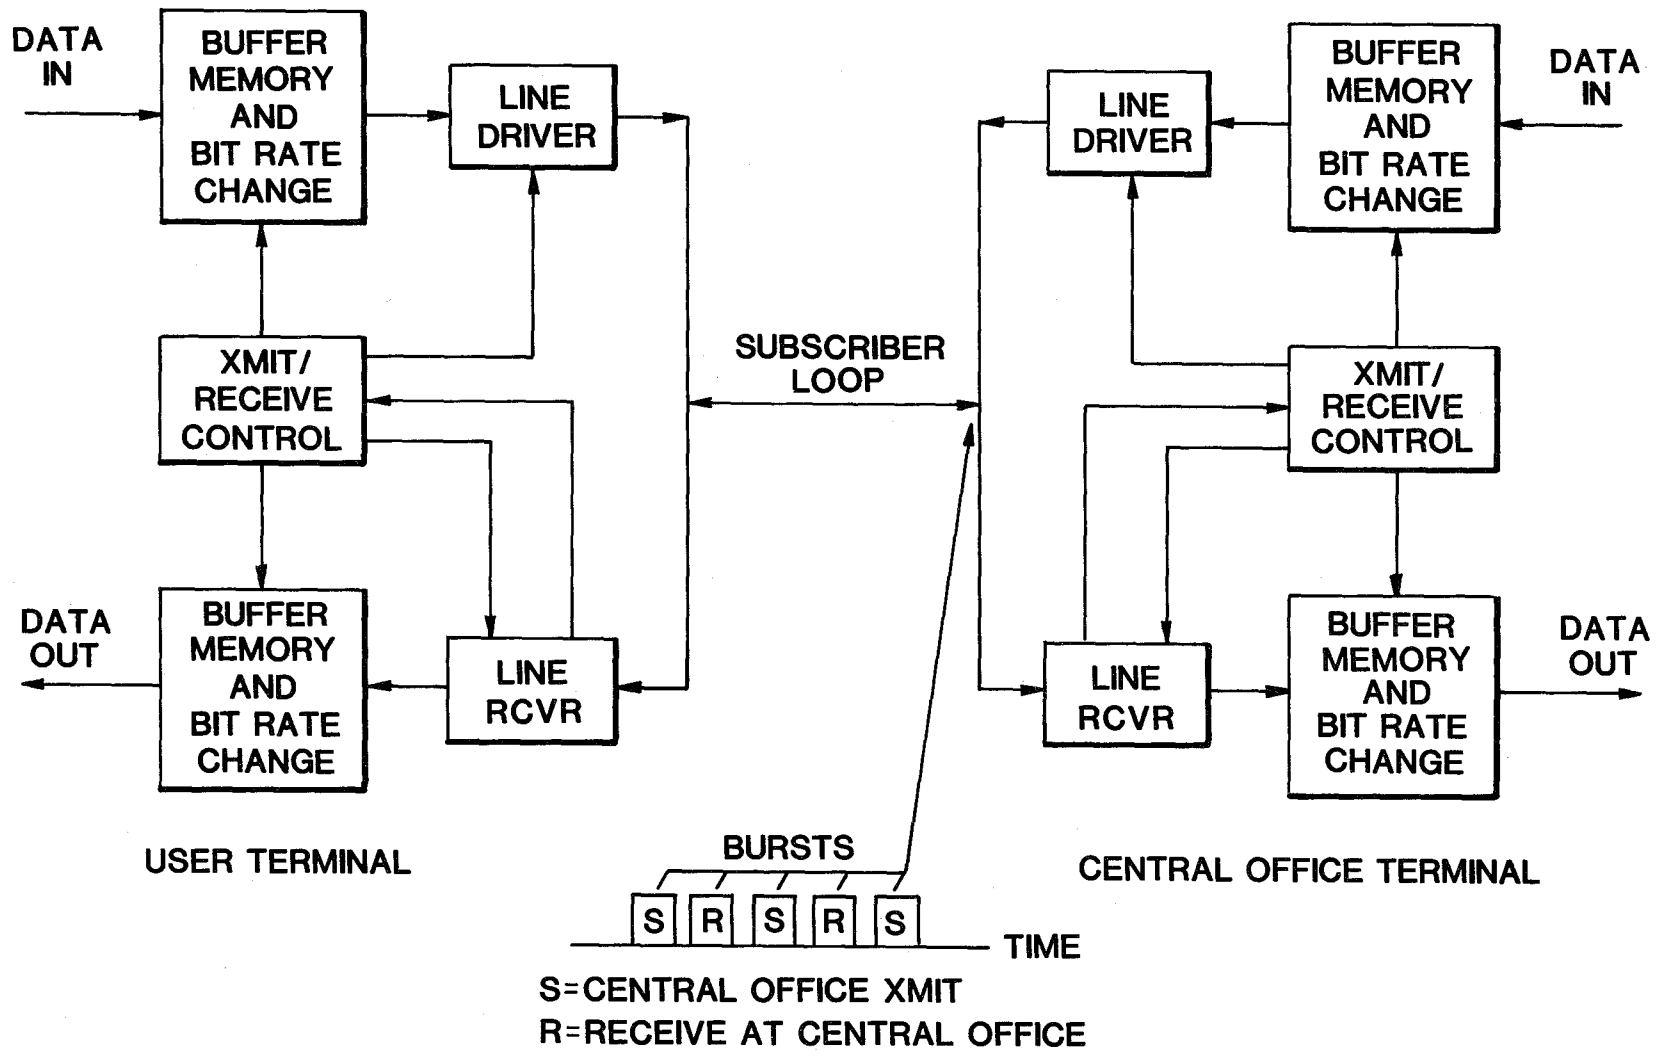 DATA
IN
BUFFER
MEMORY
AND
BIT RATE
CHANGE
LINE
DRIVER
LINE
DRIVER
BUFFER
MEMORY
AND
BIT RATE
CHANGE
DATA
IN
XMIT/
RECEIVE
CONTROL
SUBSCRIBER
LOOP
XMIT/
RECEIVE
CONTROL
DATA
OUT
BUFFER
MEMORY
AND
BIT RATE
CHANGE
LINE
RCVR
LINE
RCVR
BUFFER
MEMORY
AND
BIT RATE
CHANGE
DATA
OUT
USER TERMINAL
BURSTS
CENTRAL OFFICE TERMINAL
S R S R S
TIME
S=CENTRAL OFFICE XMIT
R=RECEIVE AT CENTRAL OFFICE